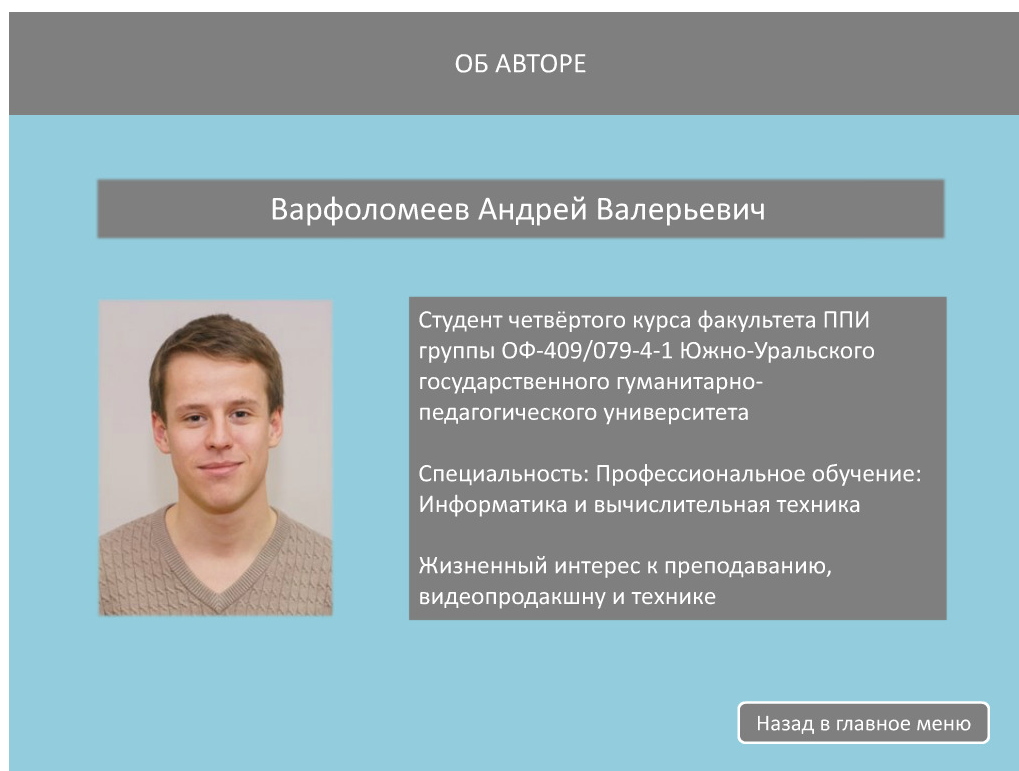 ОБ АВТОРЕ
Варфоломеев Андрей Валерьевич
Студент четвёртого курса факультета ППИ
группы ОФ-409/079-4-1 Южно-Уральского
государственного гуманитарно-
педагогического университета
Специальность: Профессиональное обучение:
Информатика и вычислительная техника
Жизненный интерес к преподаванию,
видеопродакшну и технике
Назад в главное меню